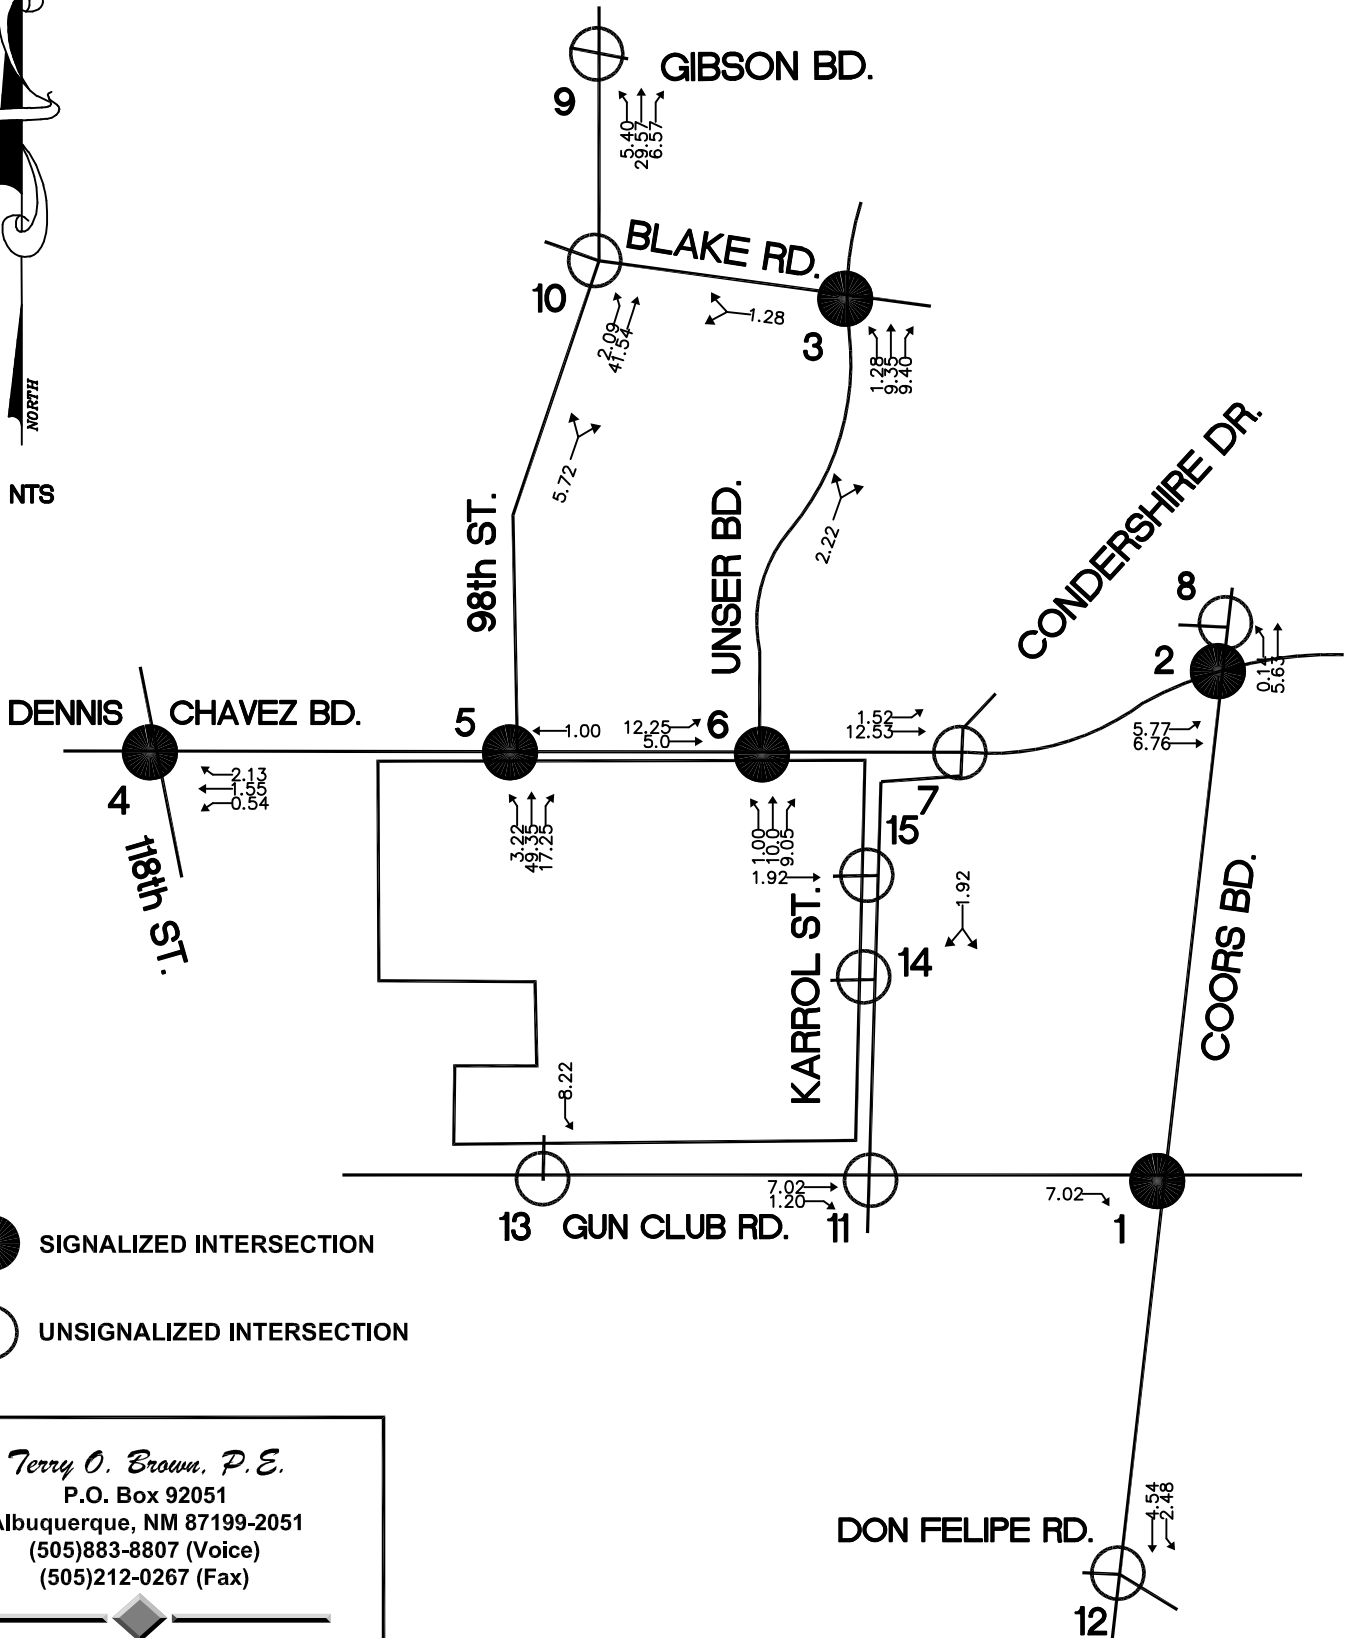 GIBSON BD.
9
5.40
29.57
6.57
BLAKE RD.
10
1.28
3
2.09
41.54
1.28
9.35
9.40
NORTH
NTS
5.72
98th ST.
UNSER BD.
2.22
CONDERSHIRE DR.
8
2
0.14
5.63
DENNIS CHAVEZ BD.
5
1.00
12.25
5.0
6
1.52
12.53
5.77
6.76
4
2.13
1.55
0.54
7
118th ST.
3.22
49.35
17.25
1.00
10.0
9.05
15
1.92
KARROL ST.
1.92
14
COORS BD.
8.22
7.02
1.20
7.02
13
GUN CLUB RD.
11
1
SIGNALIZED INTERSECTION
UNSIGNALIZED INTERSECTION
Terry O. Brown, P.E.
P.O. Box 92051
Albuquerque, NM 87199-2051
(505)883-8807 (Voice)
(505)212-0267 (Fax)
4.54
2.48
DON FELIPE RD.
12